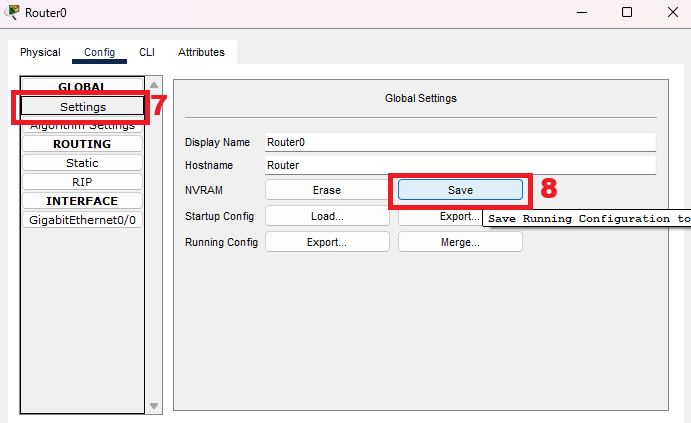 Router0
Physical Config CLI Attributes
GLOBAL
Settings 7
Algorithm Settings
ROUTING
Static
RIP
INTERFACE
GigabitEthernet0/0
Global Settings
Display Name Router0
Hostname Router
NVRAM Erase Save 8
Startup Config Load... Export...
Save Running Configuration to
Running Config Export... Merge...